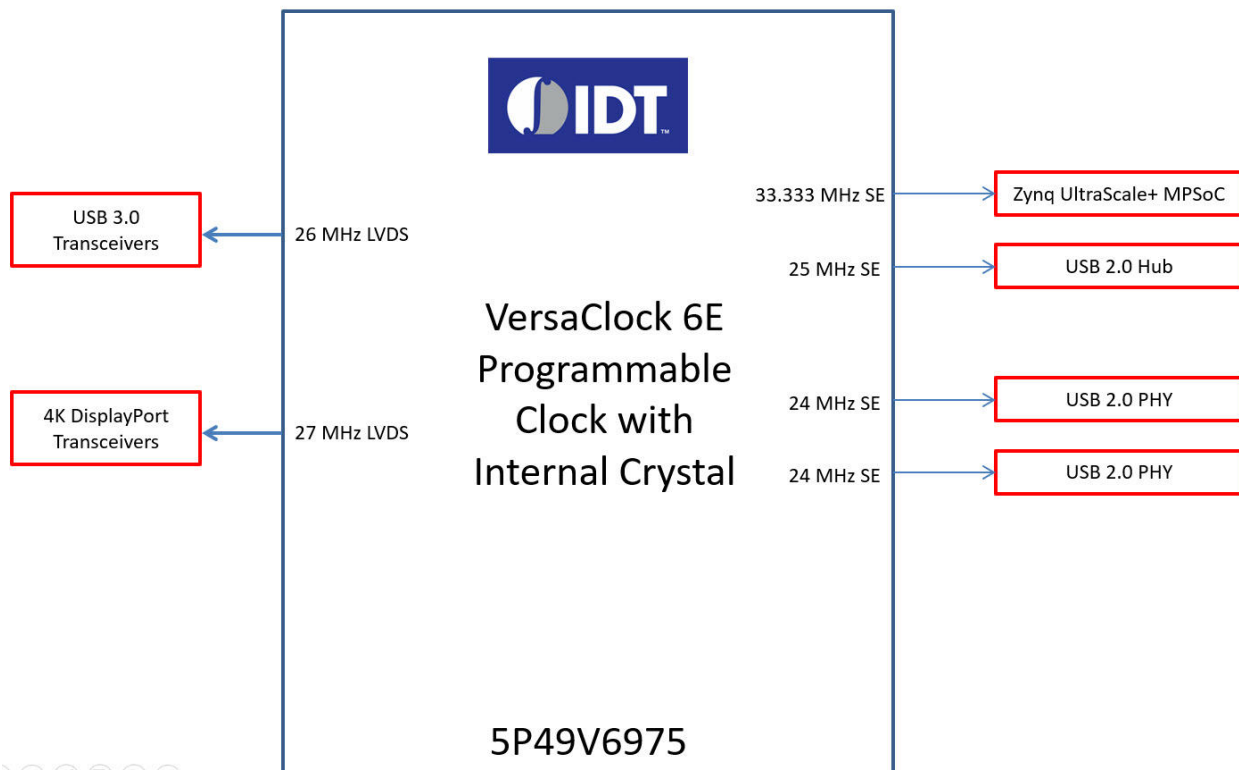 IDT
TM
USB 3.0
Transceivers
26 MHz LVDS
4K DisplayPort
Transceivers
27 MHz LVDS
VersaClock 6E
Programmable
Clock with
Internal Crystal
33.333 MHz SE
Zynq UltraScale+ MPSoC
25 MHz SE
USB 2.0 Hub
24 MHz SE
USB 2.0 PHY
24 MHz SE
USB 2.0 PHY
5P49V6975